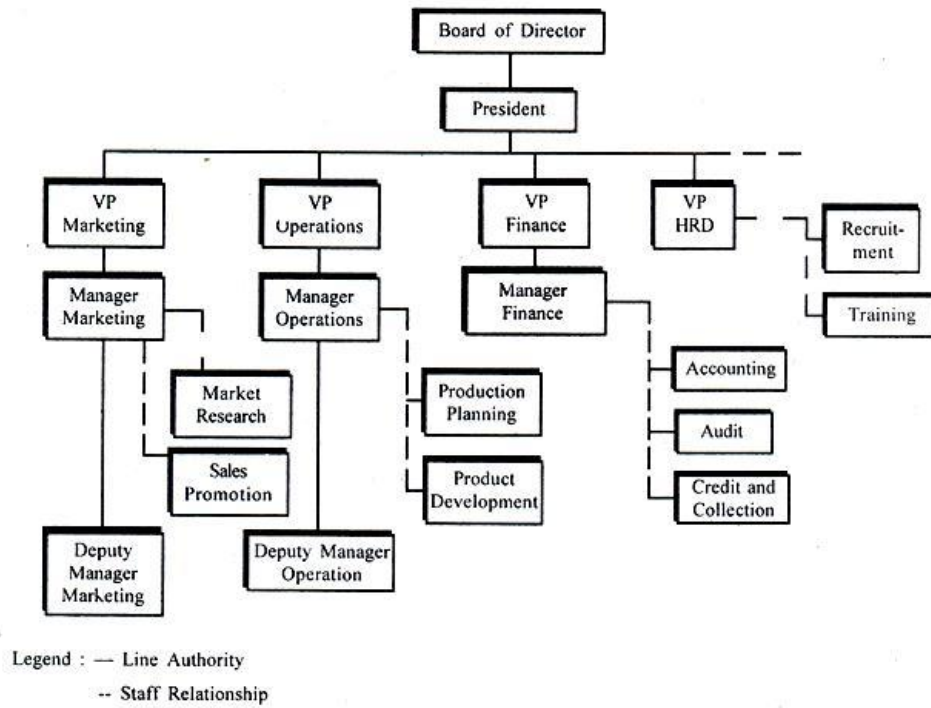 Board of Director
President
VP
Marketing
VP
Operations
VP
Finance
VP
HRD
Recruit-
ment
Training
Manager
Marketing
Manager
Operations
Manager
Finance
Market
Research
Sales
Promotion
Production
Planning
Product
Development
Accounting
Audit
Credit and
Collection
Deputy
Manager
Marketing
Deputy Manager
Operation
Legend : — Line Authority
-- Staff Relationship